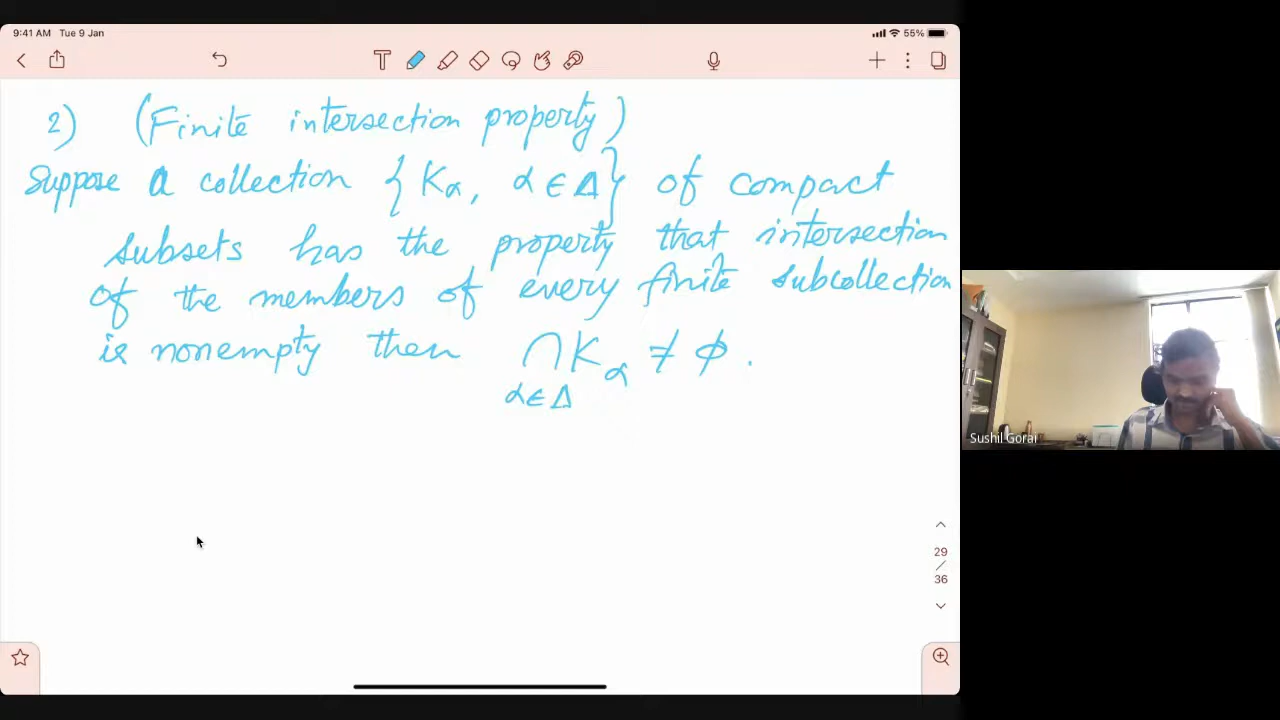 9:41 AM Tue 9 Jan
55%
2) (Finite intersection property)
Suppose a collection { Kα, α ∈ Δ } of compact
subsets has the property that intersection
of the members of every finite subcollection
is nonempty then ∩ Kα ≠ φ .
α ∈ Δ
Sushil Gorai
29
/
36